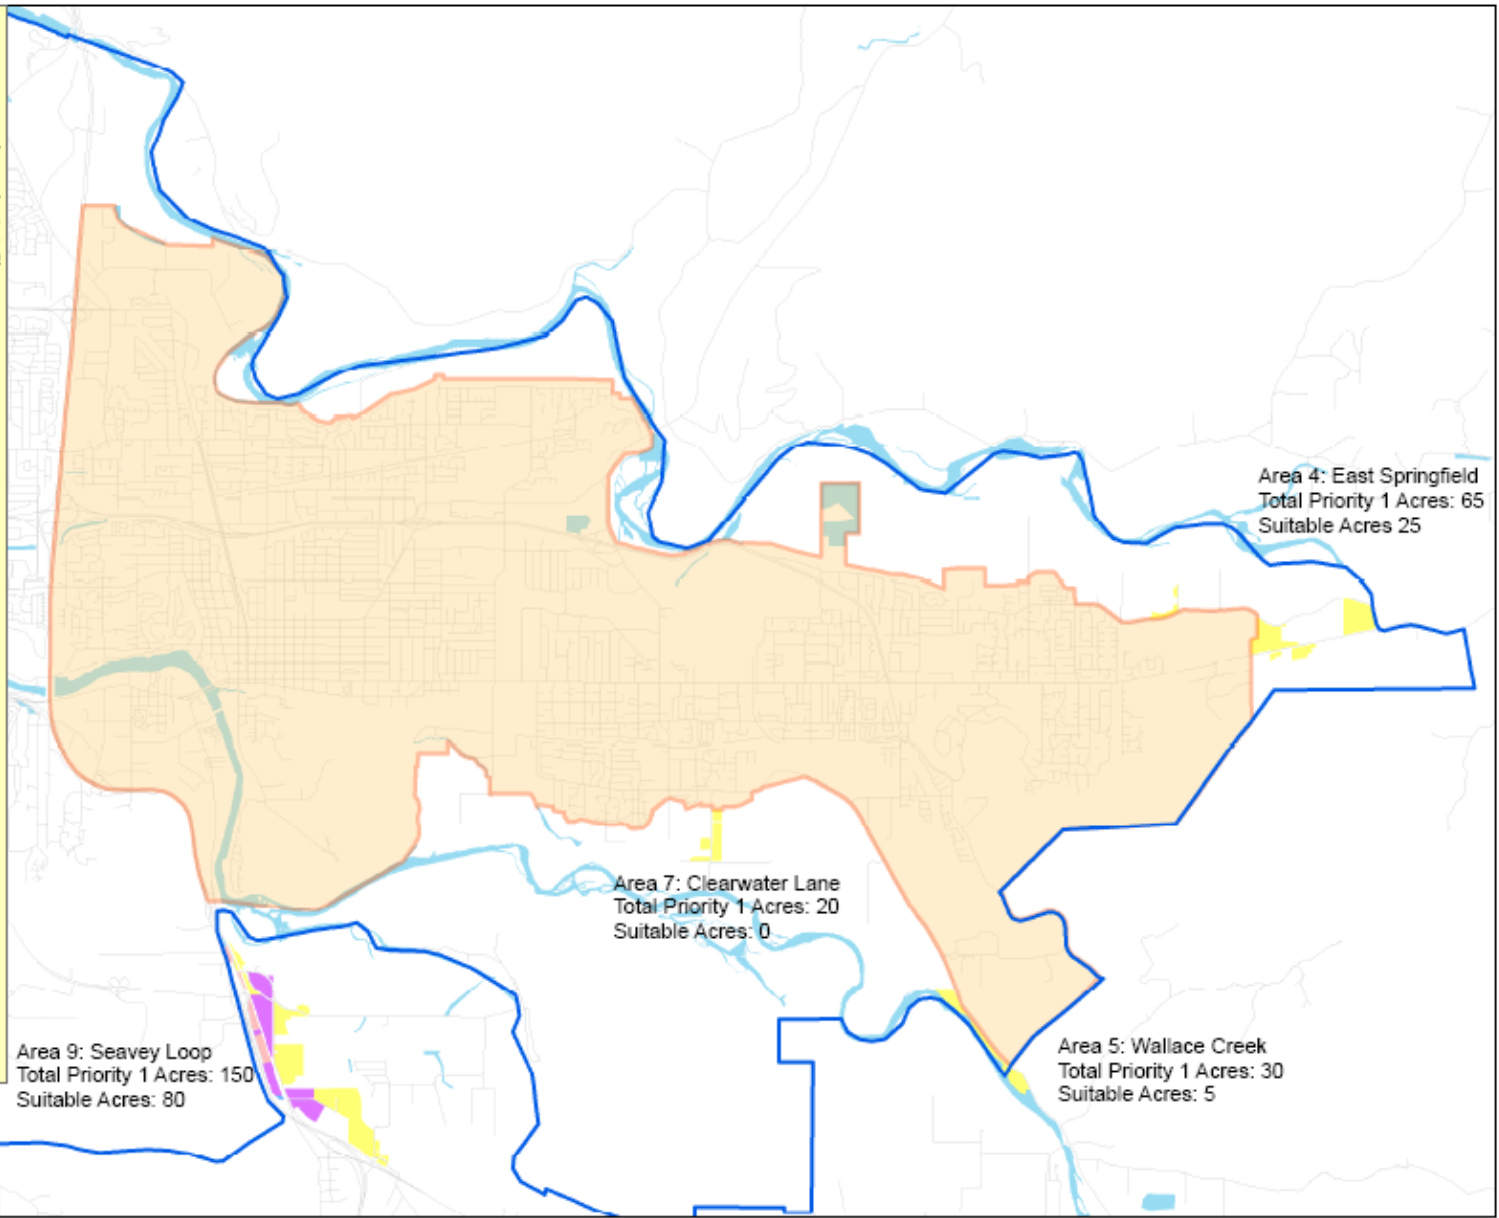 Area 4: East Springfield
Total Priority 1 Acres: 65
Suitable Acres 25
Area 7: Clearwater Lane
Total Priority 1 Acres: 20
Suitable Acres: 0
Area 9: Seavey Loop
Total Priority 1 Acres: 150
Suitable Acres: 80
Area 5: Wallace Creek
Total Priority 1 Acres: 30
Suitable Acres: 5